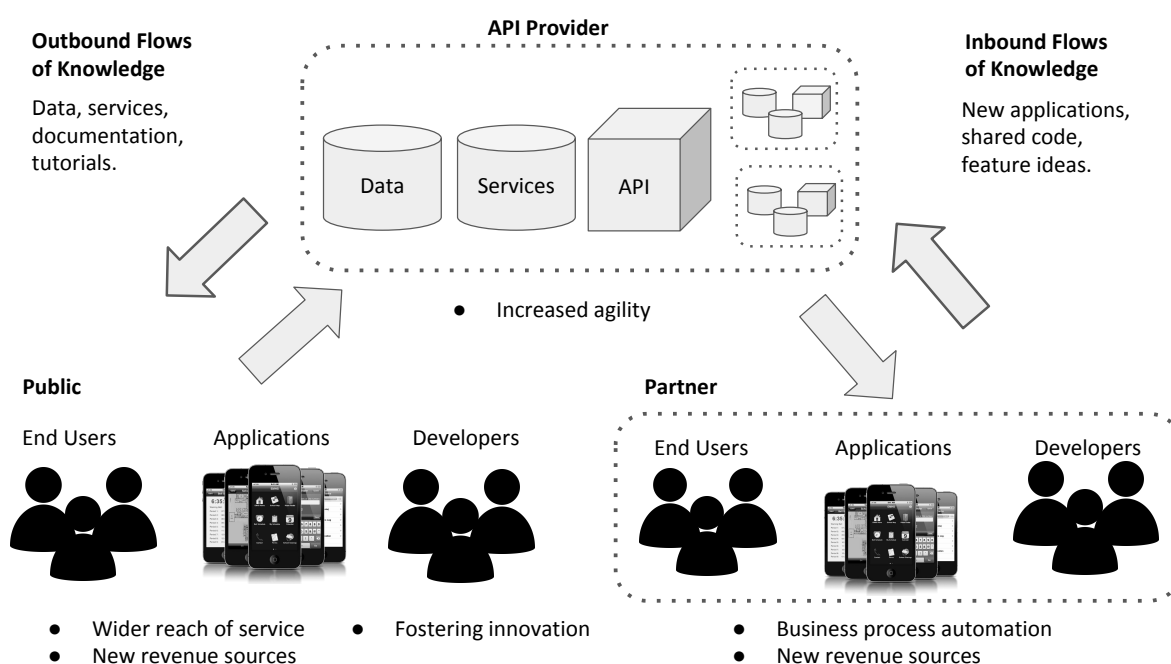 API Provider
Outbound Flows
of Knowledge
Data, services,
documentation,
tutorials.
Inbound Flows
of Knowledge
New applications,
shared code,
feature ideas.
Data
Services
API
● Increased agility
Public
End Users
Applications
Developers
Partner
End Users
Applications
Developers
● Wider reach of service
● New revenue sources
● Fostering innovation
● Business process automation
● New revenue sources